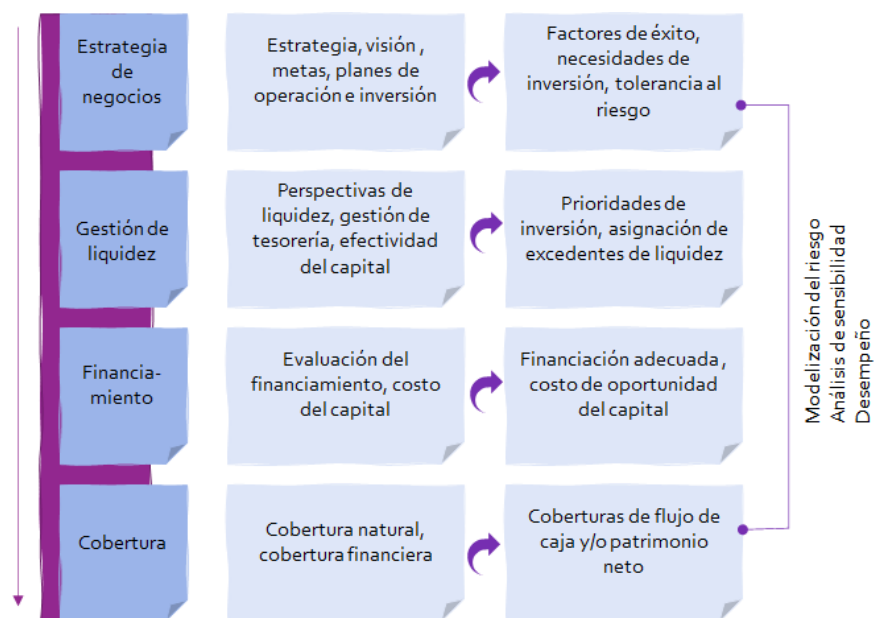 Estrategia
de
negocios
Estrategia, visión ,
metas, planes de
operación e inversión
Factores de éxito,
necesidades de
inversión, tolerancia al
riesgo
Gestión de
liquidez
Perspectivas de
liquidez, gestión de
tesorería, efectividad
del capital
Prioridades de
inversión, asignación de
excedentes de liquidez
Financia-
miento
Evaluación del
financiamiento, costo
del capital
Financiación adecuada ,
costo de oportunidad
del capital
Cobertura
Cobertura natural,
cobertura financiera
Coberturas de flujo de
caja y/o patrimonio
neto
Modelización del riesgo
Análisis de sensibilidad
Desempeño